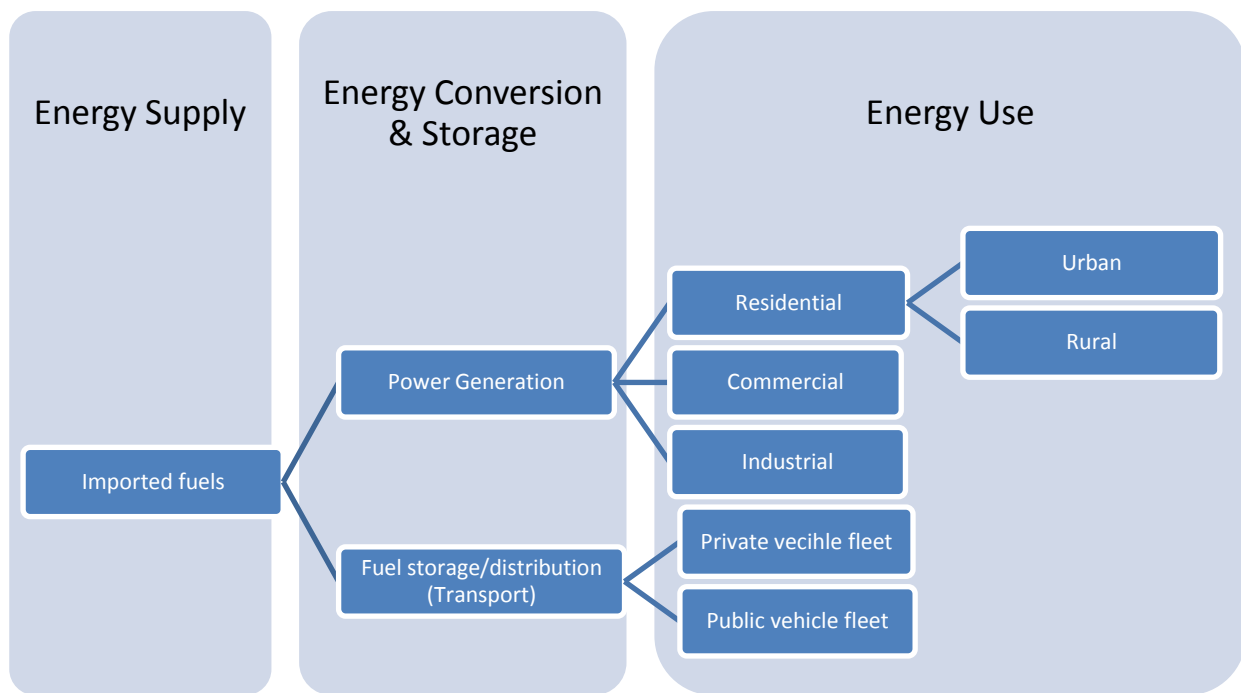 Energy Supply
Energy Conversion
& Storage
Energy Use
Imported fuels
Power Generation
Fuel storage/distribution
(Transport)
Residential
Commercial
Industrial
Private vecihle fleet
Public vehicle fleet
Urban
Rural